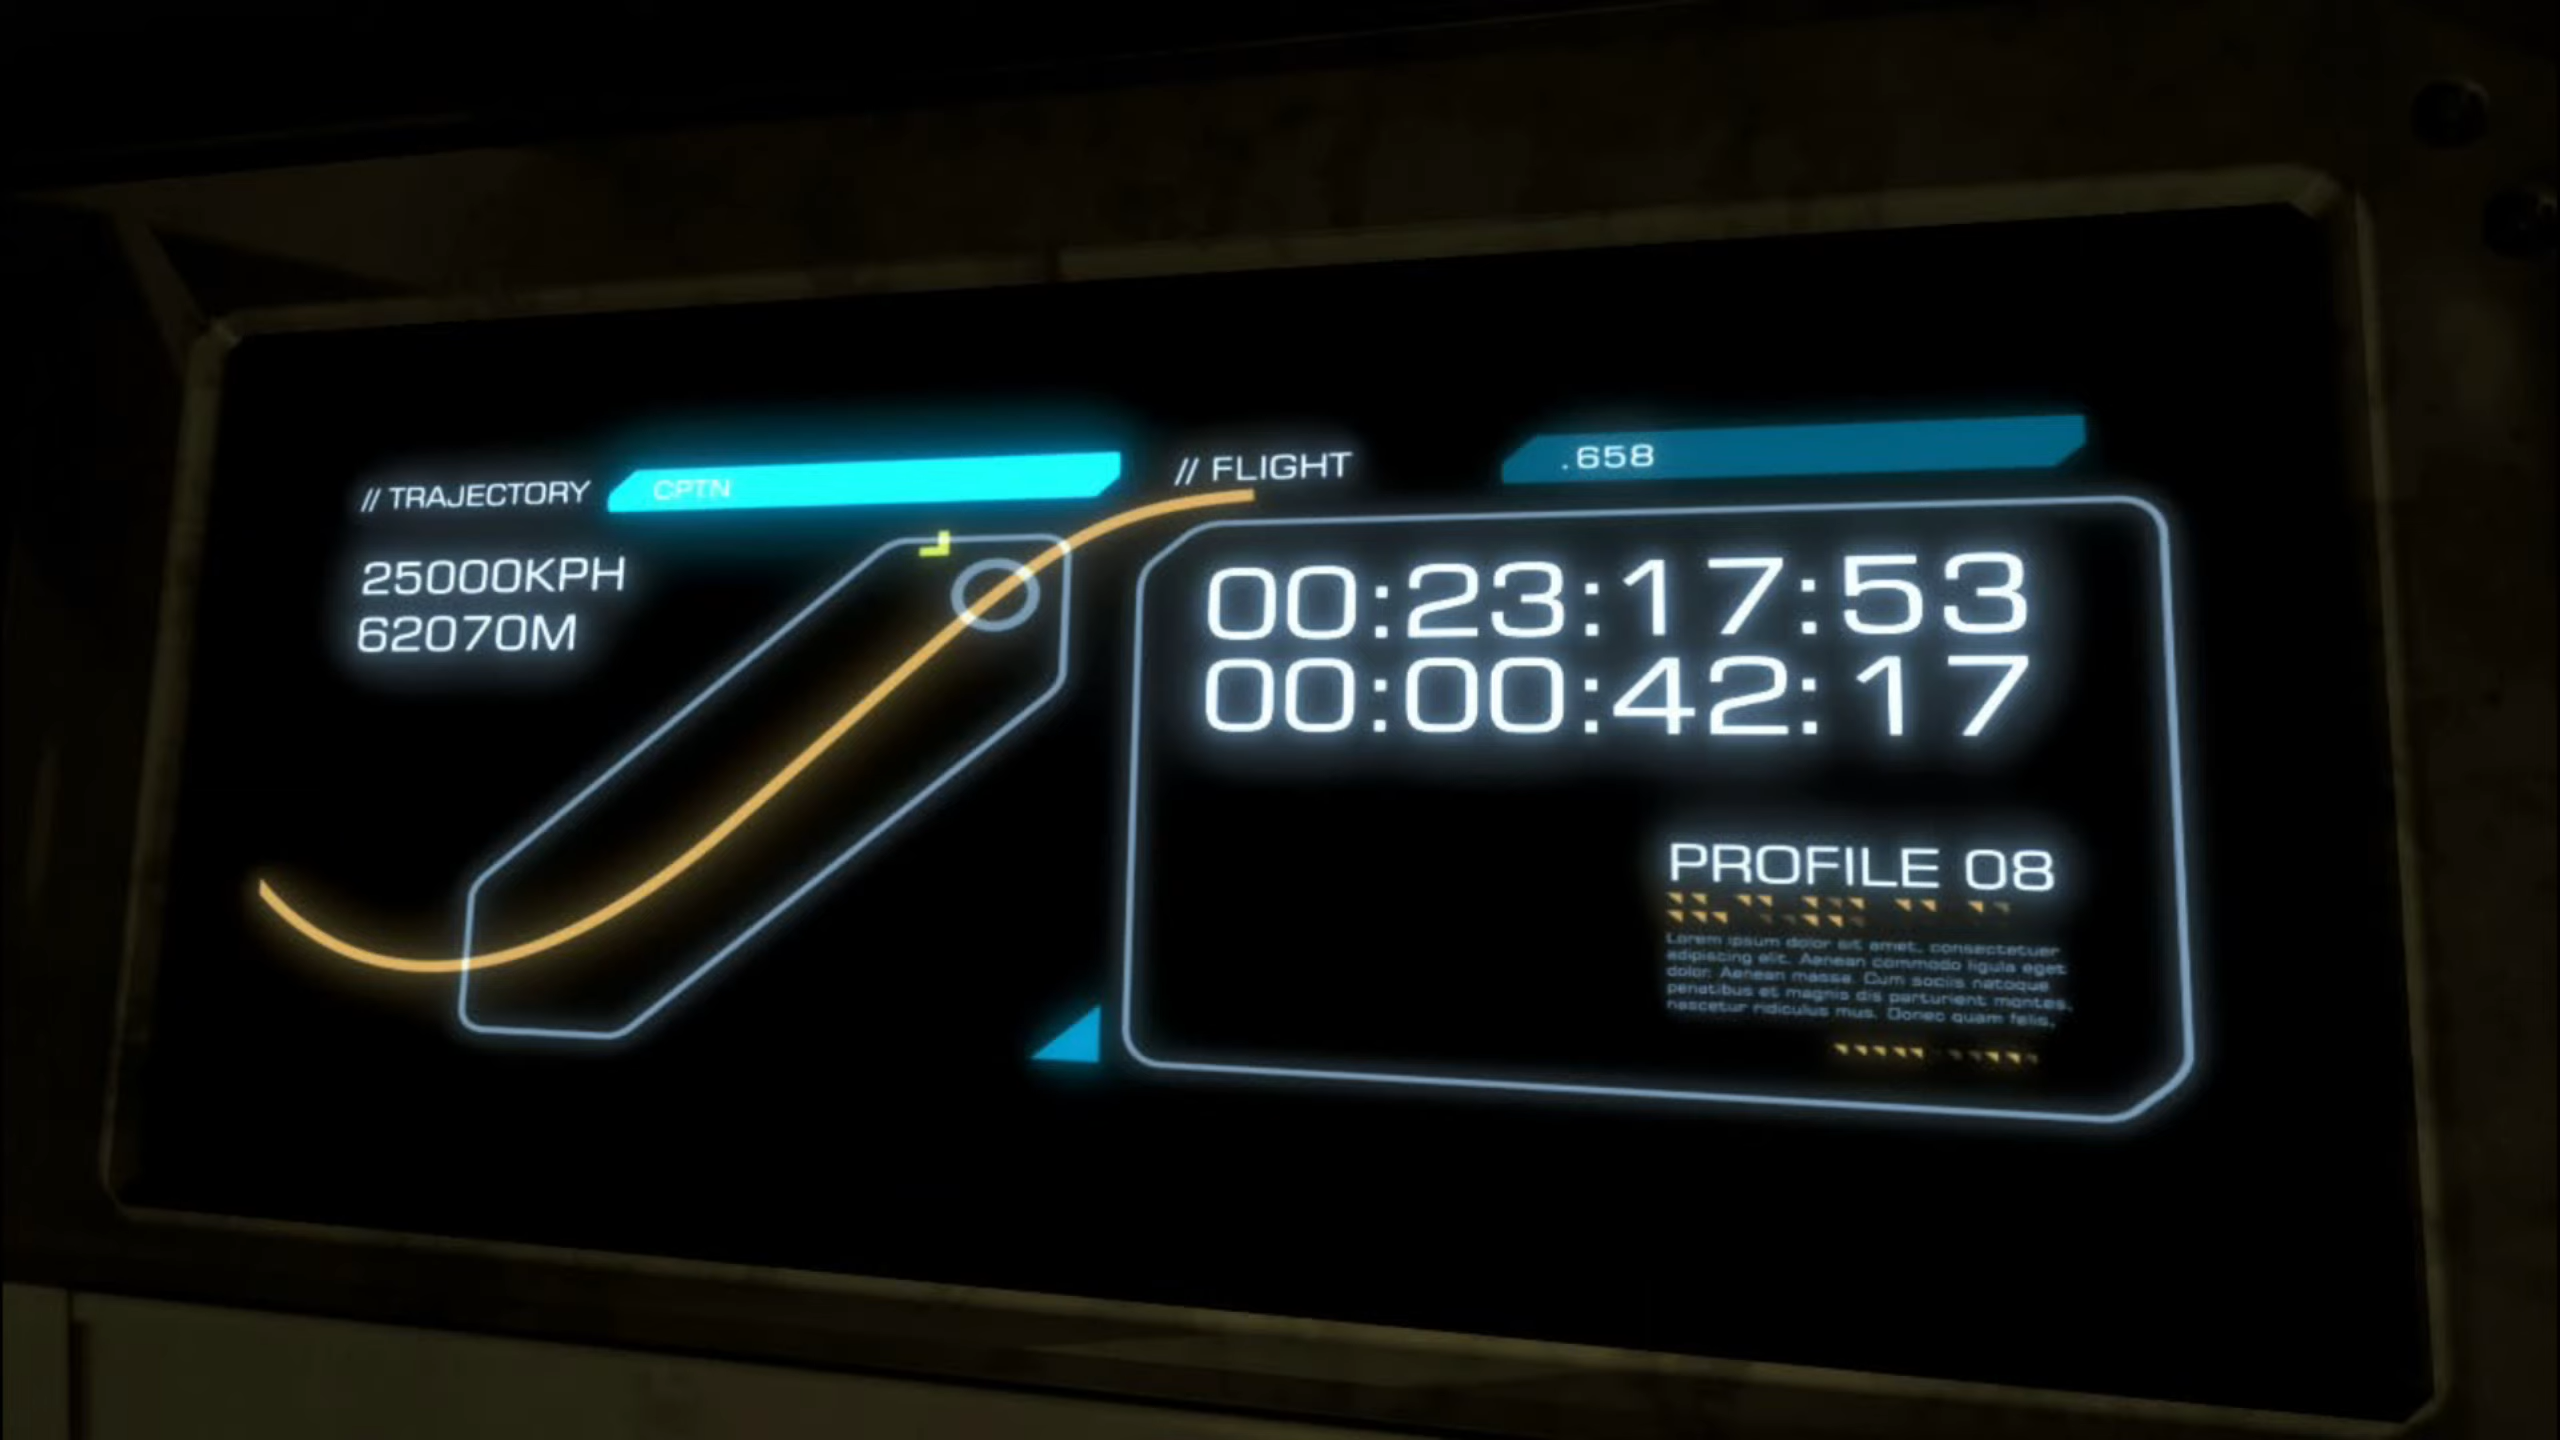 // TRAJECTORY
CPTN
25000KPH
62070M
// FLIGHT
.658
00:23:17:53
00:00:42:17
PROFILE 08
Lorem ipsum dolor sit amet, consectetuer
adipiscing elit. Aenean commodo ligula eget
dolor. Aenean massa. Cum sociis natoque
penatibus et magnis dis parturient montes,
nascetur ridiculus mus. Donec quam felis,